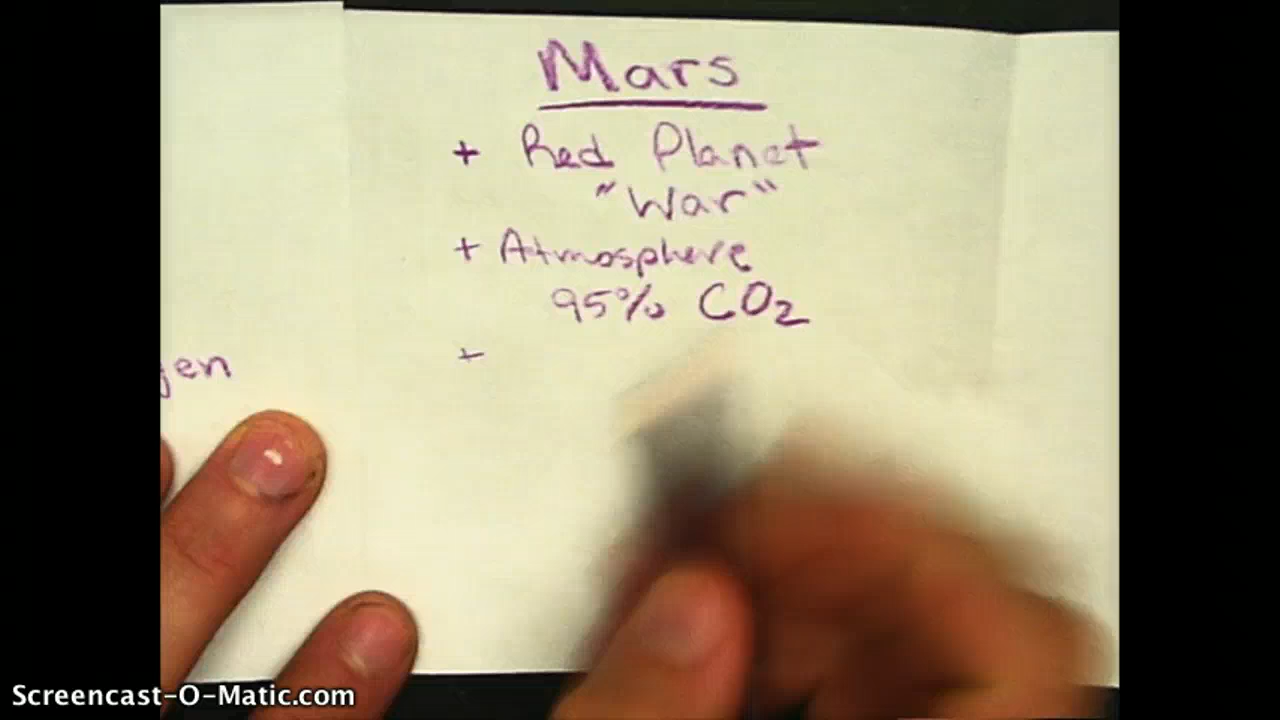 Mars
+ Red Planet
"War"
+ Atmosphere
95% CO₂
+
gen
Screencast-O-Matic.com